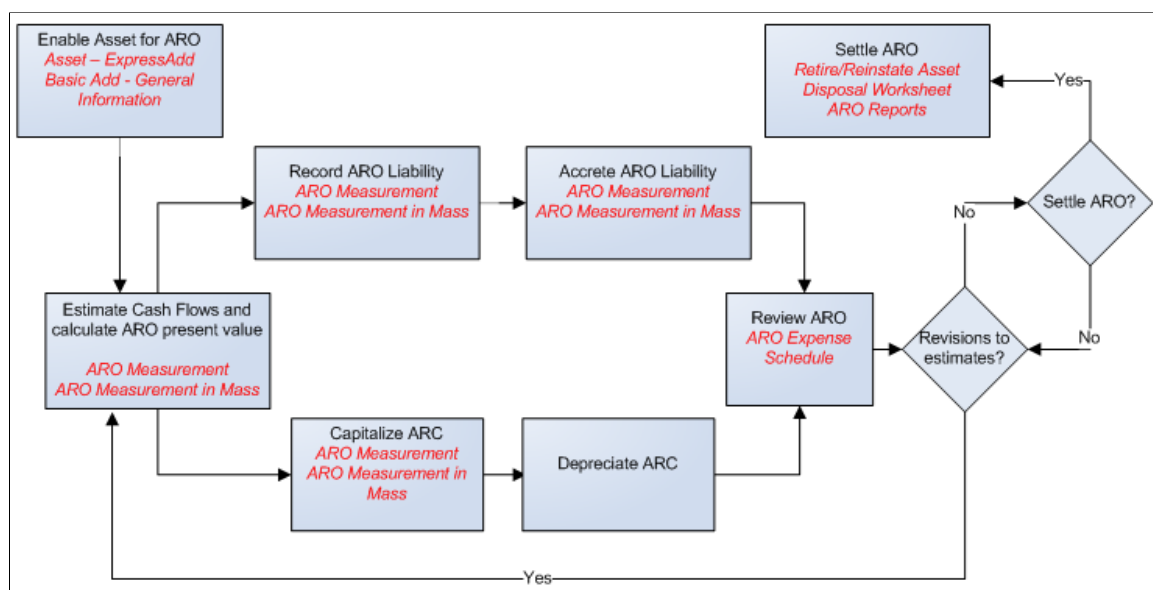 Enable Asset for ARO
Asset – ExpressAdd
Basic Add - General
Information
Settle ARO
Retire/Reinstate Asset
Disposal Worksheet
ARO Reports
Yes
Record ARO Liability
ARO Measurement
ARO Measurement in Mass
Accrete ARO Liability
ARO Measurement
ARO Measurement in Mass
No
Settle ARO?
Estimate Cash Flows and
calculate ARO present value
ARO Measurement
ARO Measurement in Mass
Review ARO
ARO Expense
Schedule
Revisions to
estimates?
No
Capitalize ARC
ARO Measurement
ARO Measurement in
Mass
Depreciate ARC
Yes